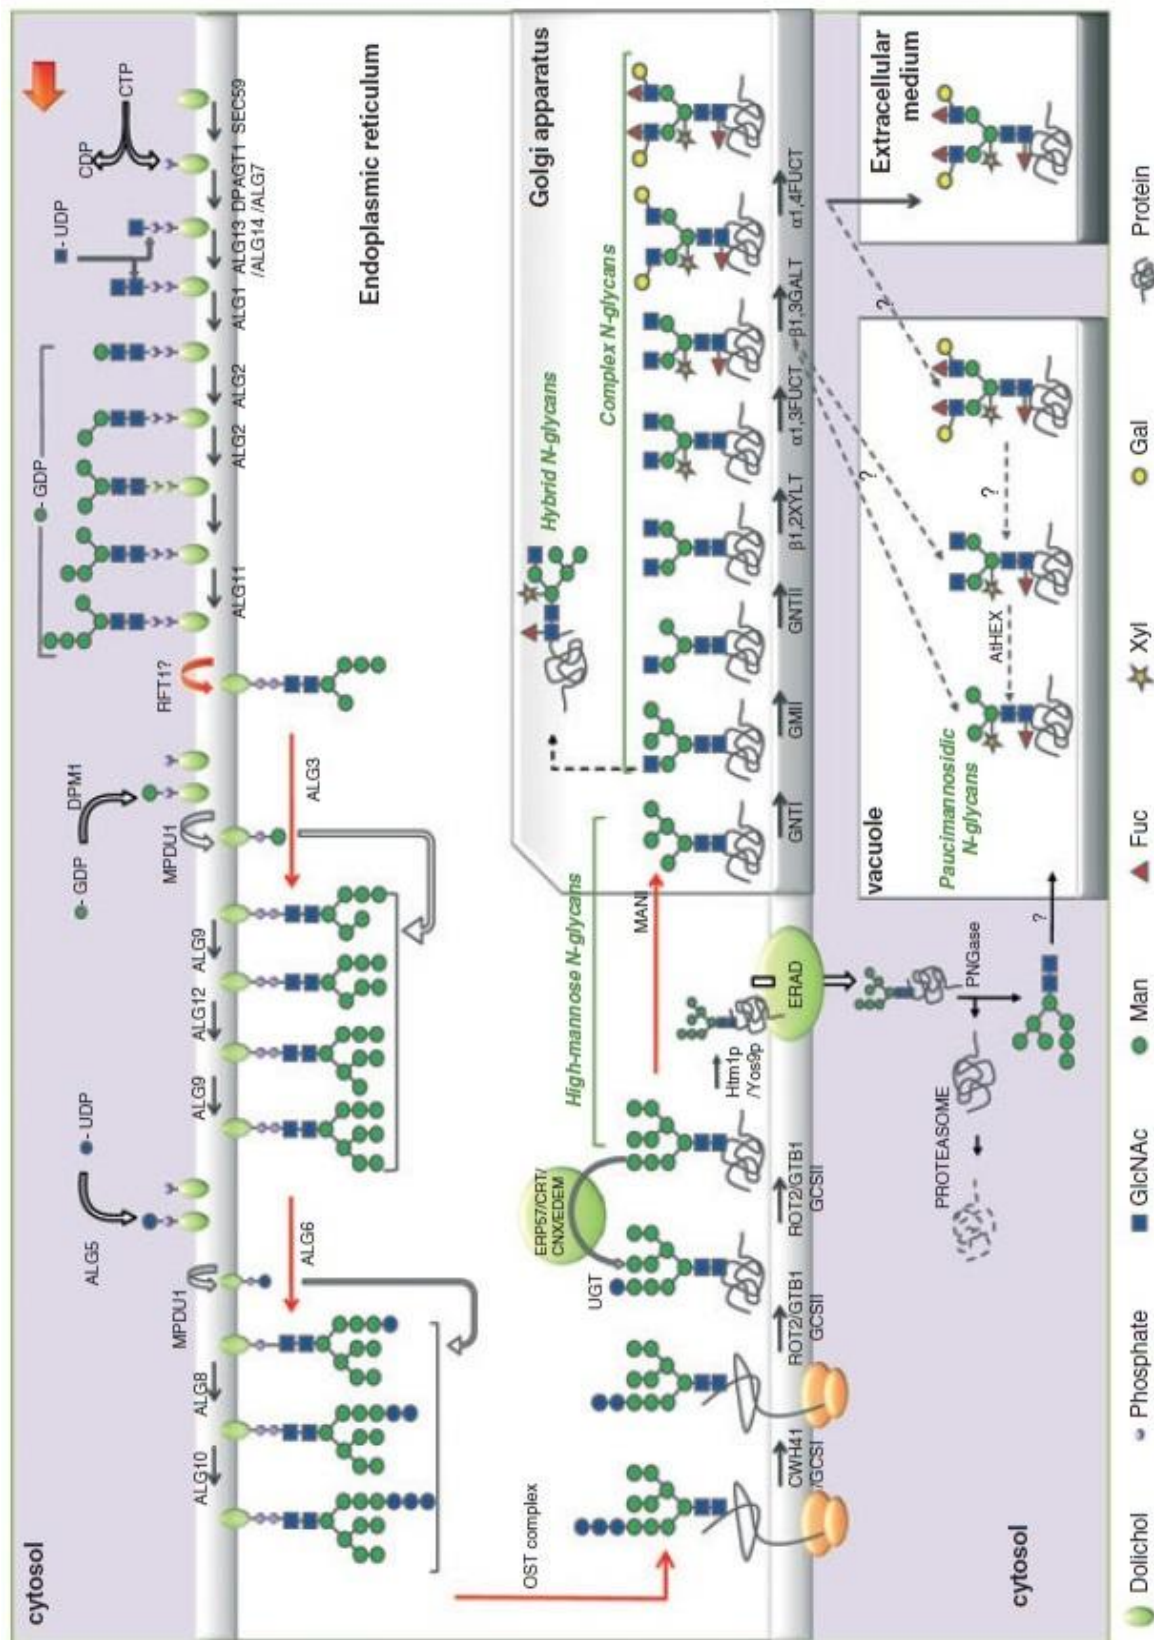 cytosol
CTP
CDP
SEC59
DPAGT1
/ALG7
- UDP
ALG13
/ALG14
ALG1
- GDP
ALG2
ALG2
ALG11
RFT1?
- GDP
DPM1
MPDU1
ALG3
ALG9
ALG12
ALG9
- UDP
ALG5
MPDU1
ALG6
ALG8
ALG10
Endoplasmic reticulum
OST complex
CWH41
/GCSI
ROT2/GTB1
GCSII
ROT2/GTB1
GCSII
UGT
ERP57/CRT/
CNX/EDEM
High-mannose N-glycans
Htm1p
/Yos9p
ERAD
MANI
Golgi apparatus
Hybrid N-glycans
Complex N-glycans
GNTI
GMII
GNTII
β1,2XYLT
α1,3FUCT
β1,3GALT
α1,4FUCT
Extracellular
medium
vacuole
Paucimannosidic
N-glycans
AtHEX
?
?
?
?
PNGase
PROTEASOME
cytosol
Dolichol
Phosphate
GlcNAc
Man
Fuc
Xyl
Gal
Protein